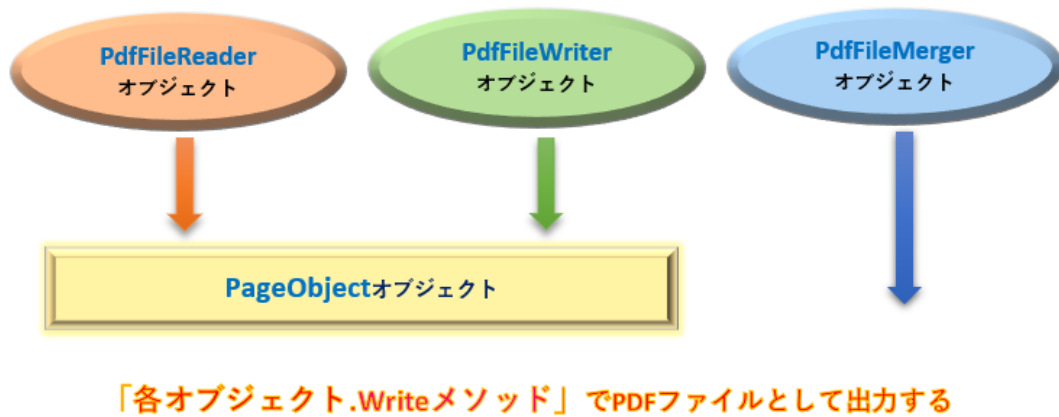 PdfFileReader
オブジェクト
PdfFileWriter
オブジェクト
PdfFileMerger
オブジェクト
PageObjectオブジェクト
「各オブジェクト.Writeメソッド」でPDFファイルとして出力する